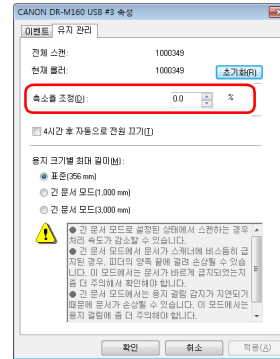 CANON DR-M160 USB #3 속성
이벤트 유지 관리
전체 스캔: 1000349
현재 롤러: 1000349 초기화(R)
축소률 조정(D): 0.0 %
4시간 후 자동으로 전원 끄기(T)
용지 크기별 최대 길이(M):
표준(356 mm)
긴 문서 모드(1,000 mm)
긴 문서 모드(3,000 mm)
● 긴 문서 모드로 설정된 상태에서 스캔하는 경우
처리 속도가 감소할 수 있습니다.
● 긴 문서 모드에서는 문서가 스캐너에 비스듬히 급
지된 경우, 피더의 양쪽 끝에 걸려 손상될 수 있습
니다. 이 모드에서는 문서가 바르게 급지되었는지
좀 더 주의해서 확인해야 합니다.
● 긴 문서 모드에서는 용지 걸림 감지가 지연되기
때문에 문서가 손상될 수 있습니다. 이 모드에서는
용지 걸림에 좀 더 주의해야 합니다.
확인 취소 적용(A)